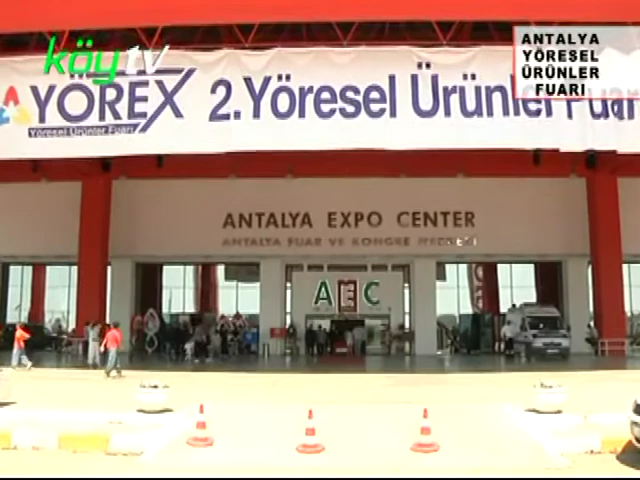 köytv
ANTALYA
YÖRESEL
ÜRÜNLER
FUARI
YÖREX
Yöresel Ürünler Fuarı
2.Yöresel Ürünler Fuarı
ANTALYA EXPO CENTER
ANTALYA FUAR VE KONGRE MERKEZİ
AEC